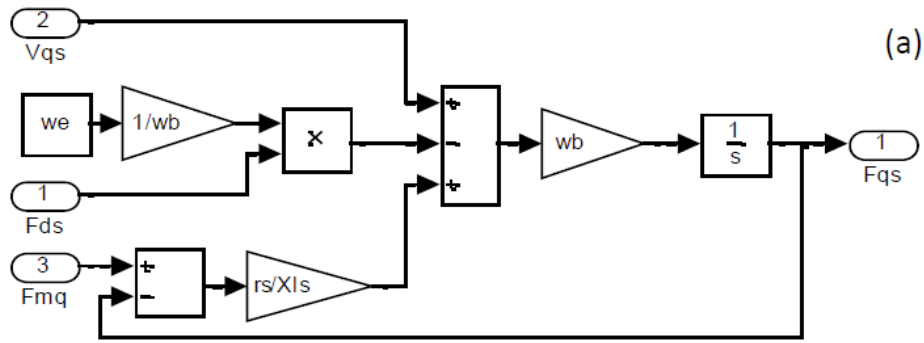 2
Vqs
(a)
we
1/wb
×
+
-
+
wb
1
s
1
Fqs
1
Fds
3
Fmq
+
-
rs/Xls